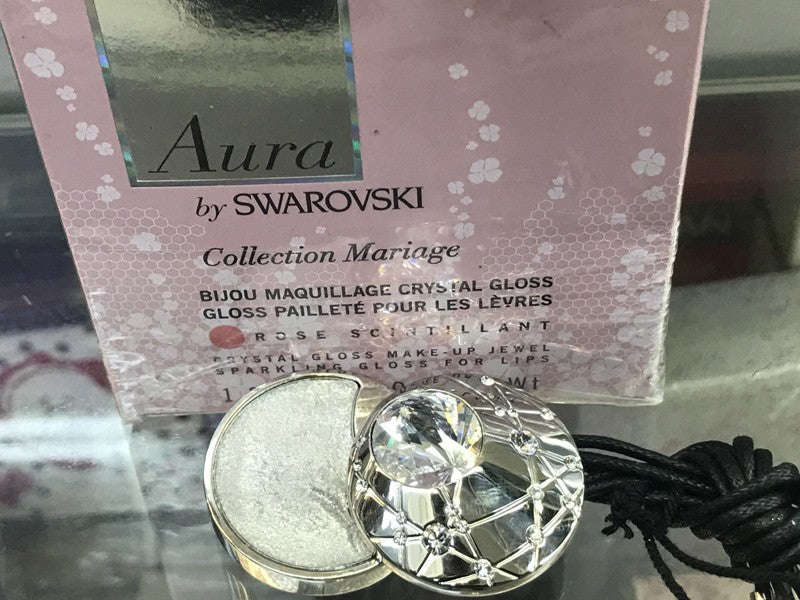 Aura
by SWAROVSKI
Collection Mariage
BIJOU MAQUILLAGE CRYSTAL GLOSS
GLOSS PAILLETÉ POUR LES LÈVRES
ROSE SCINTILLANT
CRYSTAL GLOSS MAKE-UP JEWEL
SPARKLING GLOSS FOR LIPS